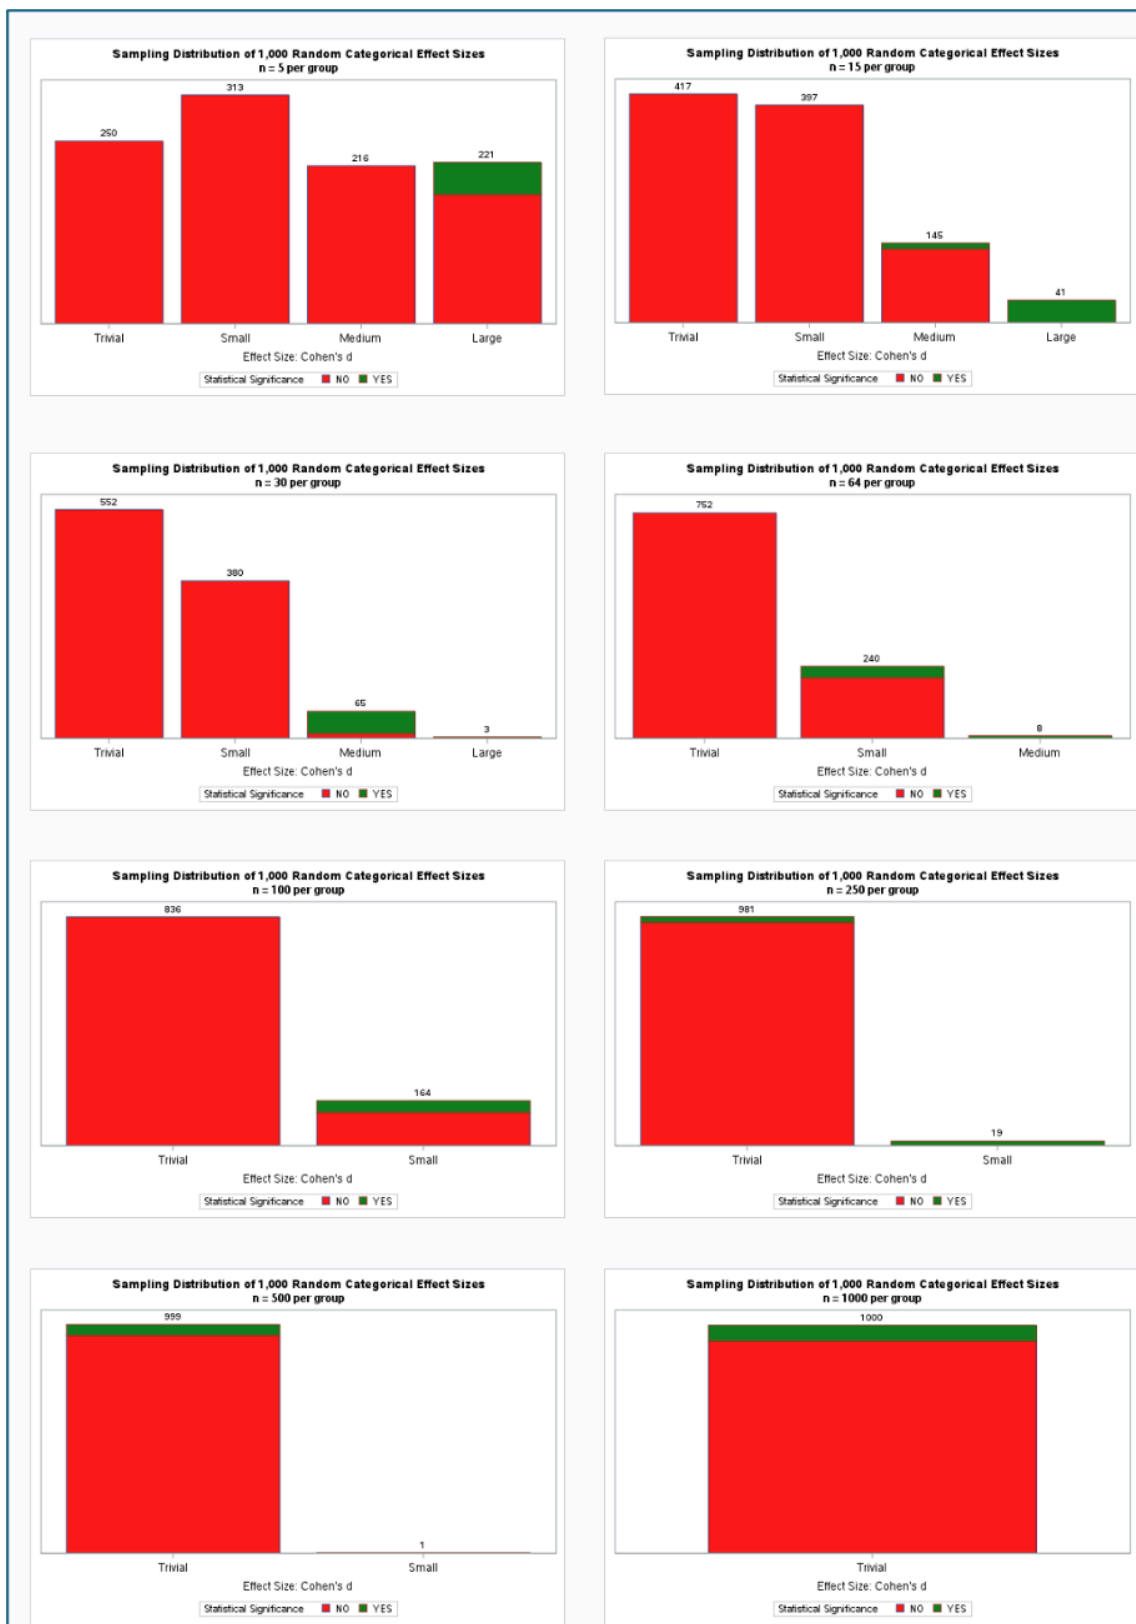 Sampling Distribution of 1,000 Random Categorical Effect Sizes
n = 5 per group
250
313
216
221
Trivial Small Medium Large
Effect Size: Cohen's d
Statistical Significance NO YES
Sampling Distribution of 1,000 Random Categorical Effect Sizes
n = 15 per group
417
397
145
41
Trivial Small Medium Large
Effect Size: Cohen's d
Statistical Significance NO YES
Sampling Distribution of 1,000 Random Categorical Effect Sizes
n = 30 per group
552
380
65
3
Trivial Small Medium Large
Effect Size: Cohen's d
Statistical Significance NO YES
Sampling Distribution of 1,000 Random Categorical Effect Sizes
n = 64 per group
752
240
8
Trivial Small Medium
Effect Size: Cohen's d
Statistical Significance NO YES
Sampling Distribution of 1,000 Random Categorical Effect Sizes
n = 100 per group
836
164
Trivial Small
Effect Size: Cohen's d
Statistical Significance NO YES
Sampling Distribution of 1,000 Random Categorical Effect Sizes
n = 250 per group
981
19
Trivial Small
Effect Size: Cohen's d
Statistical Significance NO YES
Sampling Distribution of 1,000 Random Categorical Effect Sizes
n = 500 per group
999
1
Trivial Small
Effect Size: Cohen's d
Statistical Significance NO YES
Sampling Distribution of 1,000 Random Categorical Effect Sizes
n = 1000 per group
1000
Trivial
Effect Size: Cohen's d
Statistical Significance NO YES